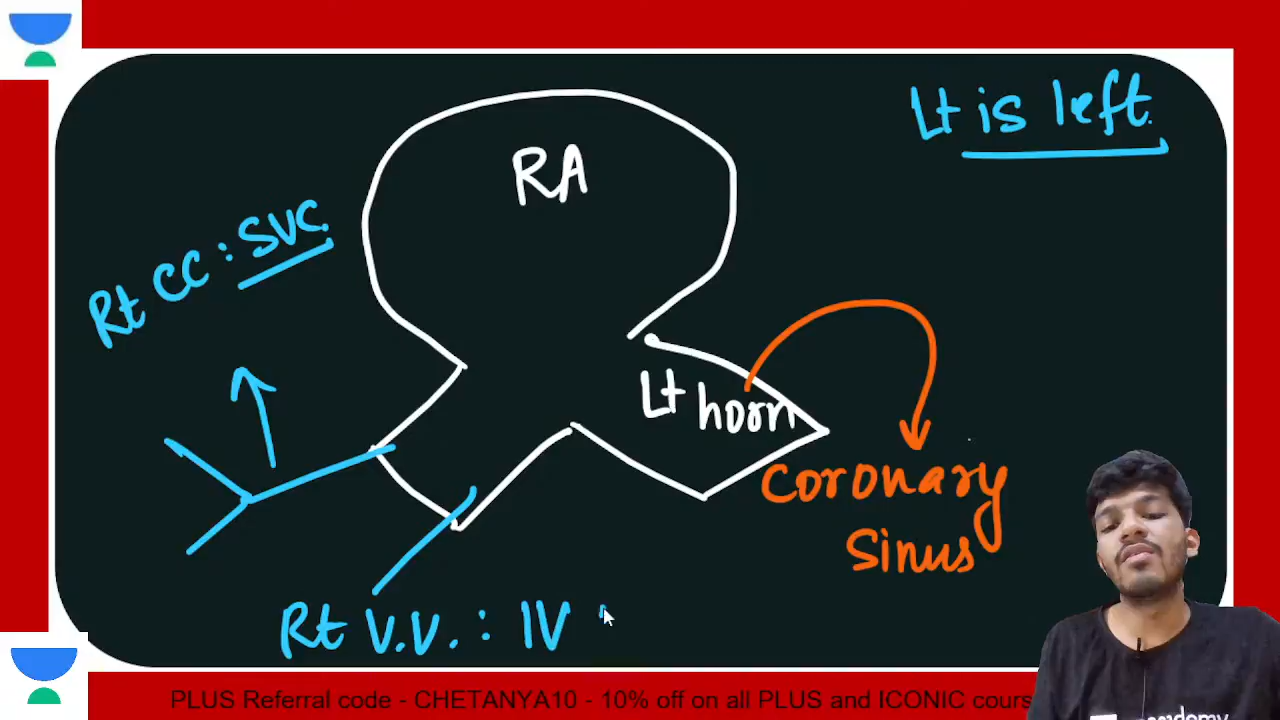 Lt is left.
RA
Rt CC : SVC.
Lt horn
Coronary
Sinus
Rt V.V. : IV
PLUS Referral code - CHETANYA10 - 10% off on all PLUS and ICONIC cours